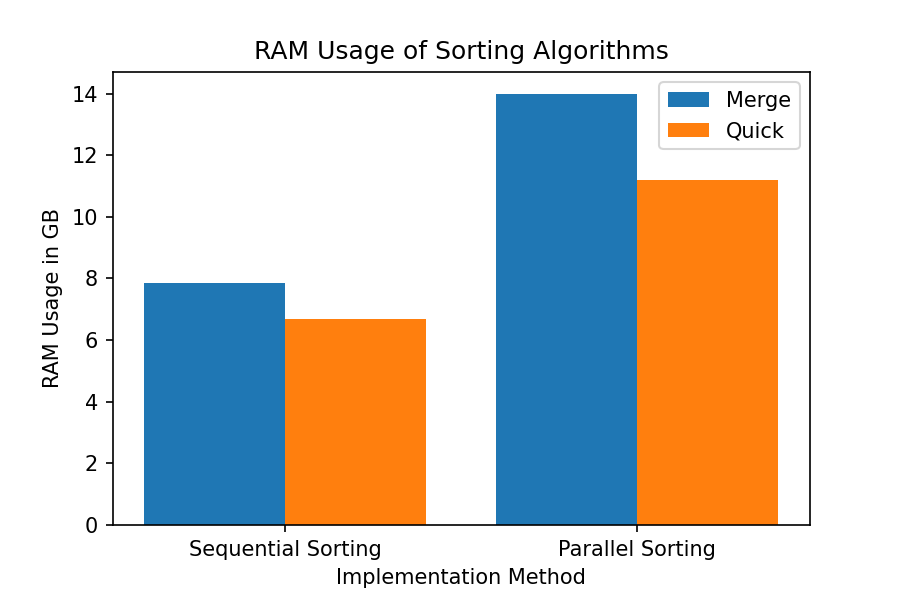 RAM Usage of Sorting Algorithms
Merge
Quick
RAM Usage in GB
14
12
10
8
6
4
2
0
Sequential Sorting
Parallel Sorting
Implementation Method